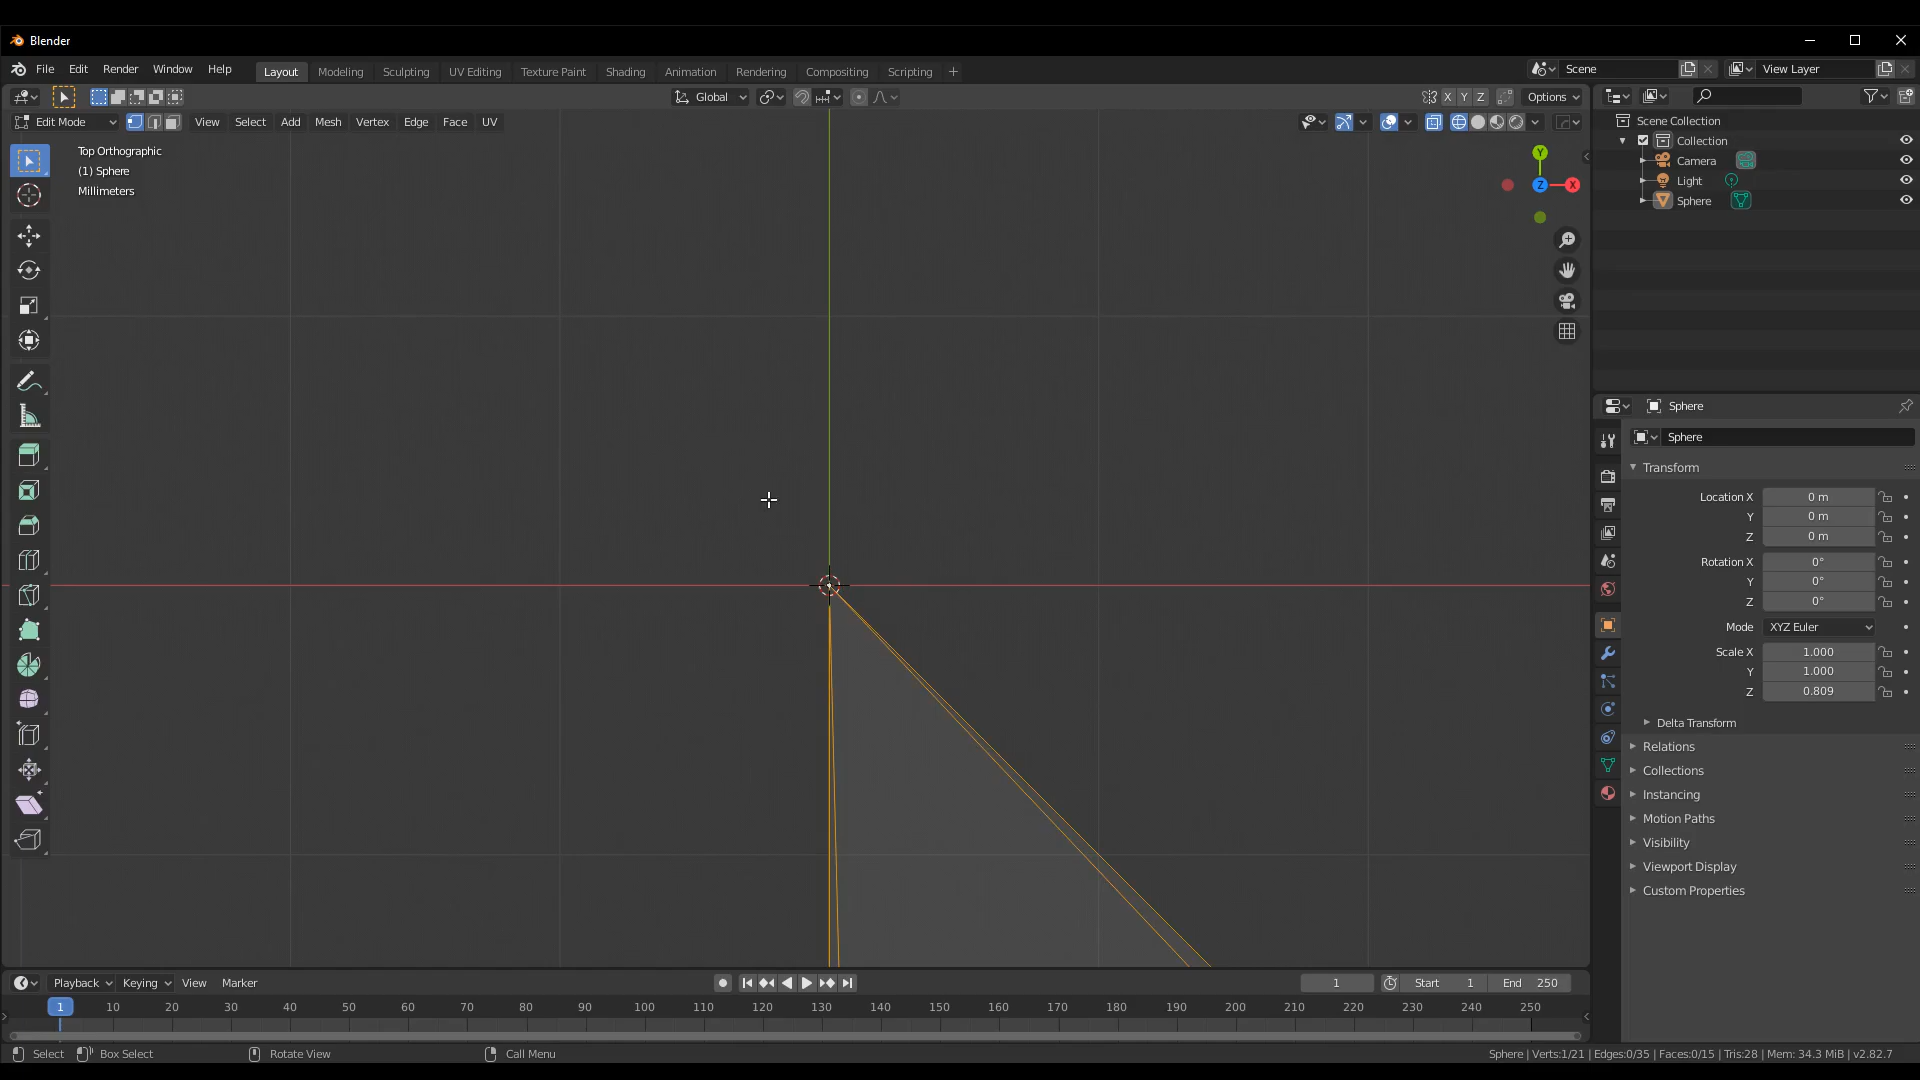 Blender
File Edit Render Window Help Layout Modeling Sculpting UV Editing Texture Paint Shading Animation Rendering Compositing Scripting + Scene View Layer
Global X Y Z Options
Edit Mode View Select Add Mesh Vertex Edge Face UV
Top Orthographic
(1) Sphere
Millimeters
Y
Z X
Scene Collection
Collection
Camera
Light
Sphere
Sphere
Sphere
Transform
Location X 0 m
Y 0 m
Z 0 m
Rotation X 0°
Y 0°
Z 0°
Mode XYZ Euler
Scale X 1.000
Y 1.000
Z 0.809
Delta Transform
Relations
Collections
Instancing
Motion Paths
Visibility
Viewport Display
Custom Properties
Playback Keying View Marker 1 Start 1 End 250
1 10 20 30 40 50 60 70 80 90 100 110 120 130 140 150 160 170 180 190 200 210 220 230 240 250
Select Box Select Rotate View Call Menu Sphere | Verts:1/21 | Edges:0/35 | Faces:0/15 | Tris:28 | Mem: 34.3 MiB | v2.82.7